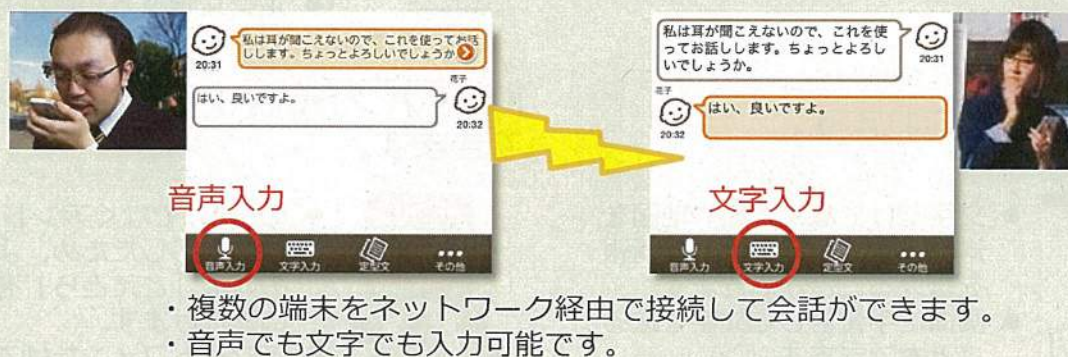 私は耳が聞こえないので、これを使ってお話
しします。ちょっとよろしいでしょうか
20:31
花子
はい、良いですよ。
20:32
音声入力
音声入力
文字入力
定型文
その他
私は耳が聞こえないので、これを使
ってお話しします。ちょっとよろし
いでしょうか。
20:31
花子
はい、良いですよ。
20:32
文字入力
音声入力
文字入力
定型文
その他
・複数の端末をネットワーク経由で接続して会話ができます。
・音声でも文字でも入力可能です。